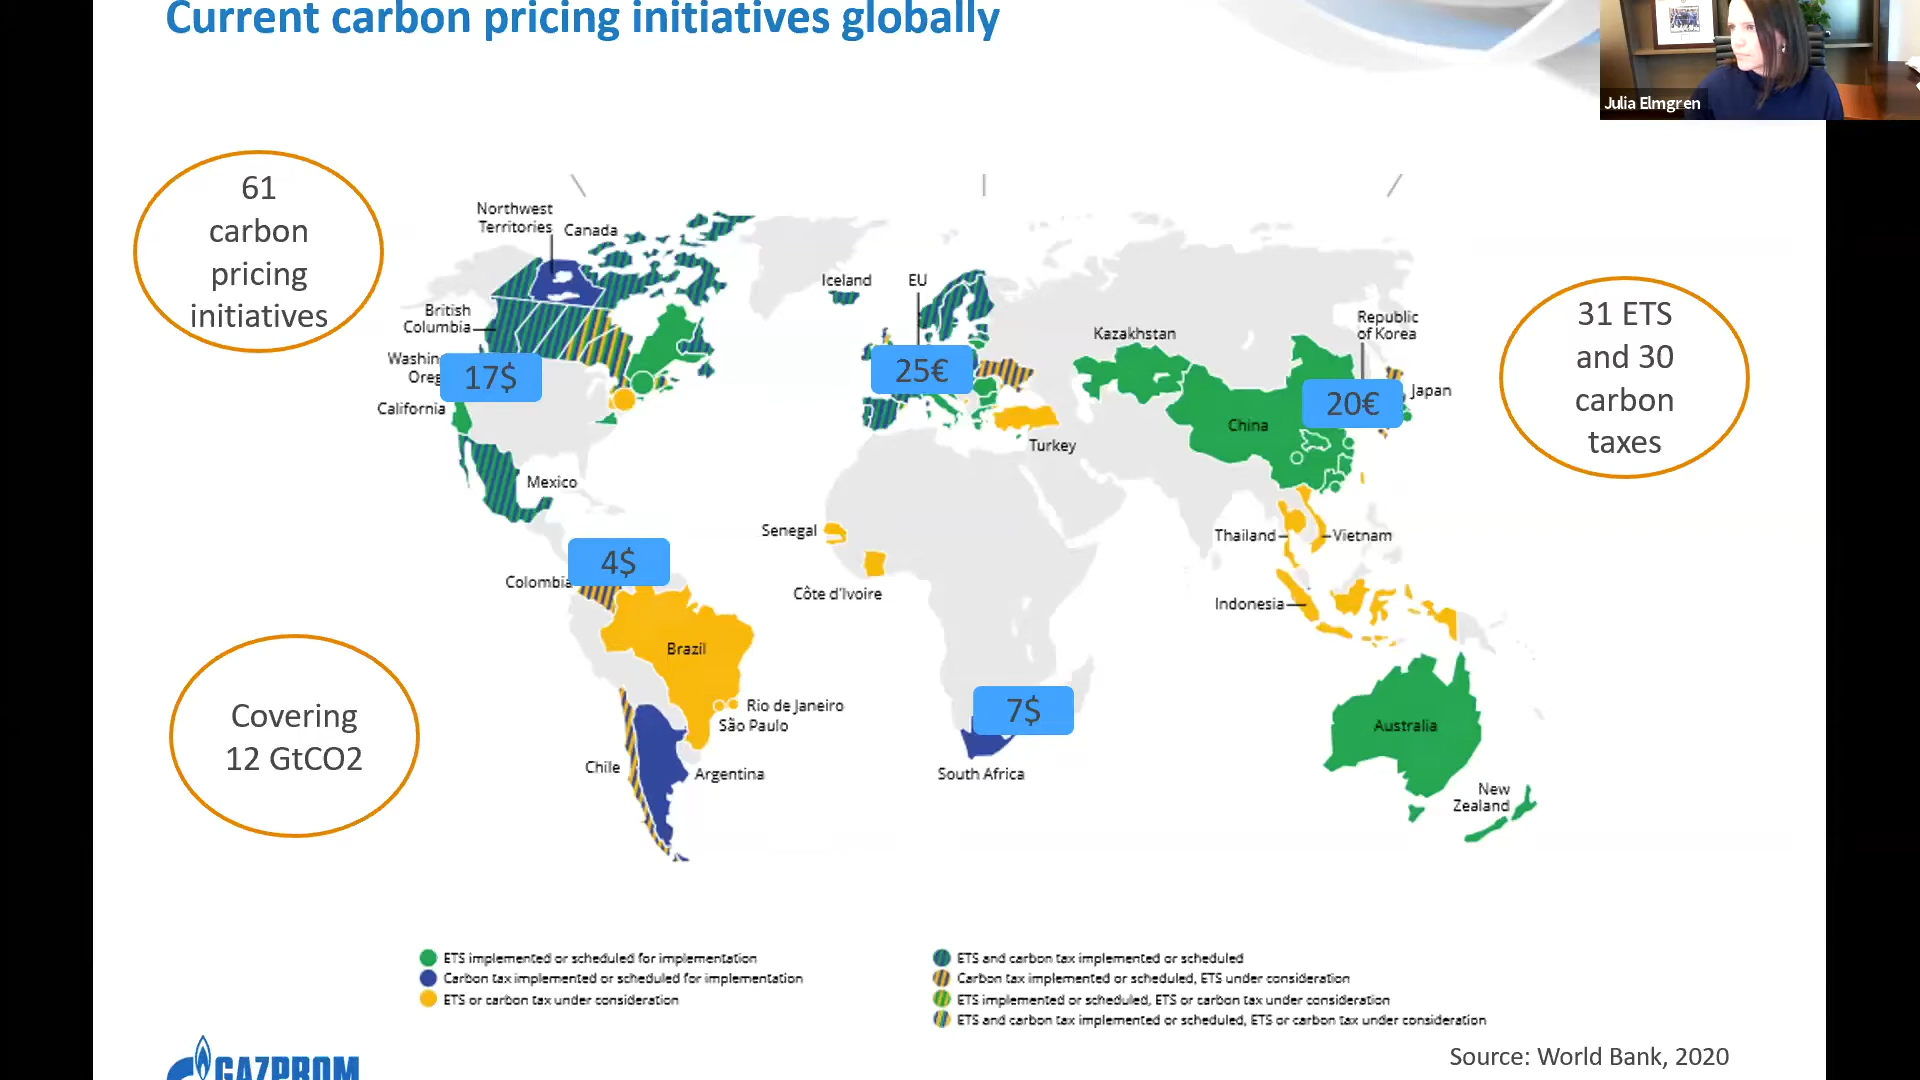 Current carbon pricing initiatives globally
Julia Elmgren
61
carbon
pricing
initiatives
Northwest
Territories
Canada
British
Columbia
Washin
Oreg
17$
California
Mexico
Iceland
EU
25€
Kazakhstan
Republic
of Korea
Japan
20€
China
Turkey
31 ETS
and 30
carbon
taxes
Senegal
Côte d'Ivoire
Thailand
Vietnam
Indonesia
4$
Colombia
Brazil
Rio de Janeiro
São Paulo
Chile
Argentina
7$
South Africa
Australia
New
Zealand
Covering
12 GtCO2
ETS implemented or scheduled for implementation
Carbon tax implemented or scheduled for implementation
ETS or carbon tax under consideration
ETS and carbon tax implemented or scheduled
Carbon tax implemented or scheduled, ETS under consideration
ETS implemented or scheduled, ETS or carbon tax under consideration
ETS and carbon tax implemented or scheduled, ETS or carbon tax under consideration
GAZPROM
Source: World Bank, 2020